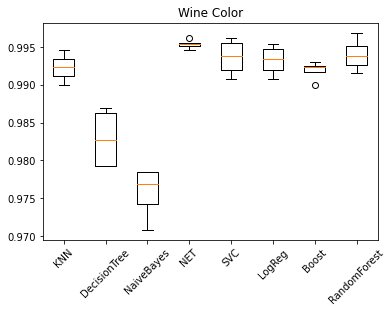 Wine Color
0.995
0.990
0.985
0.980
0.975
0.970
KNN
DecisionTree
NaiveBayes
NET
SVC
LogReg
Boost
RandomForest